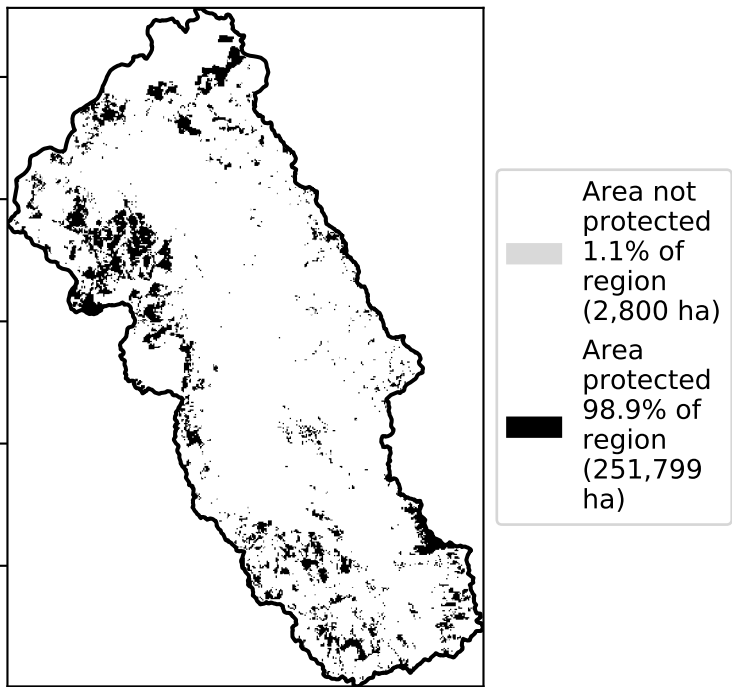 Area not
protected
1.1% of
region
(2,800 ha)
Area
protected
98.9% of
region
(251,799
ha)